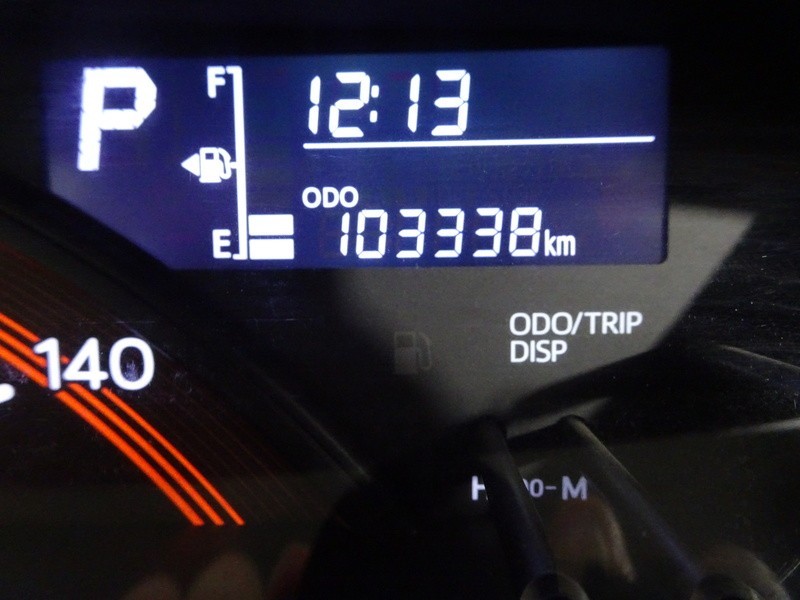 P
F
12:13
ODO
103338km
E
ODO/TRIP
DISP
140